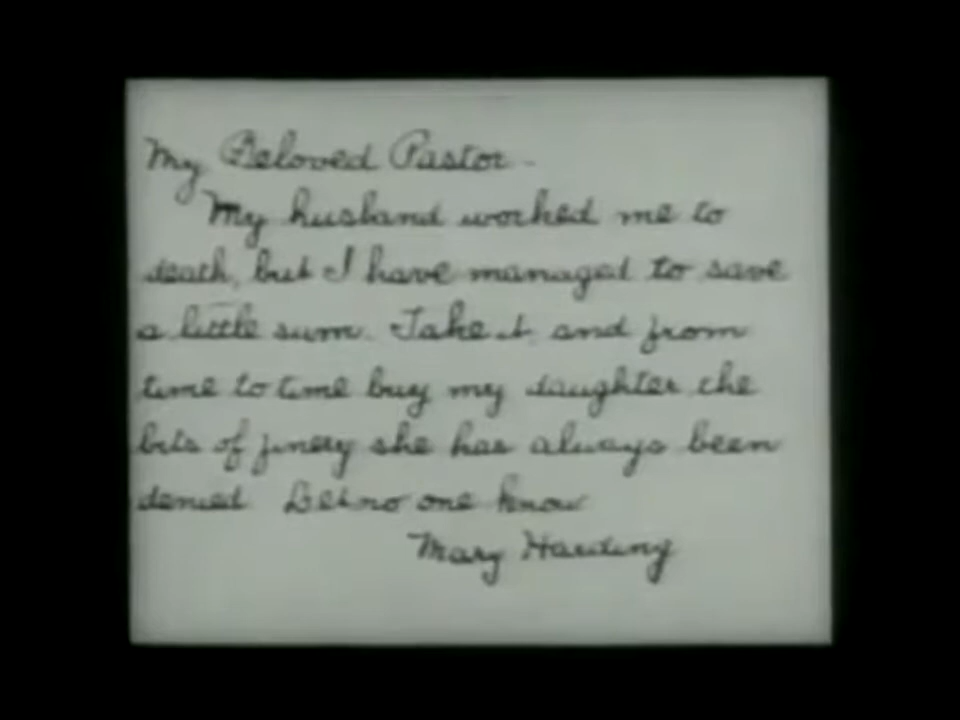 My Beloved Pastor -
My husband worked me to
death, but I have managed to save
a little sum. Take it and from
time to time buy my daughter the
bits of finery she has always been
denied Let no one know
Mary Harding